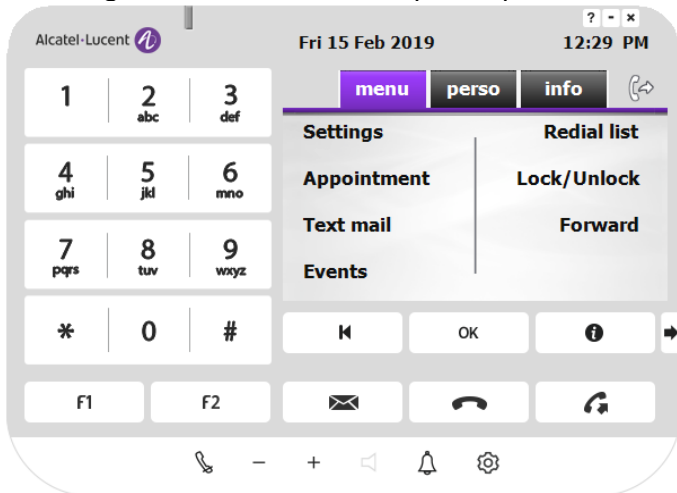 ? - x
Alcatel·Lucent
Fri 15 Feb 2019 12:29 PM
menu perso info
1 2 3
abc def
Settings Redial list
4 5 6
ghi jkl mno
Appointment Lock/Unlock
Text mail Forward
7 8 9
pqrs tuv wxyz
Events
* 0 #
OK
F1 F2
- +